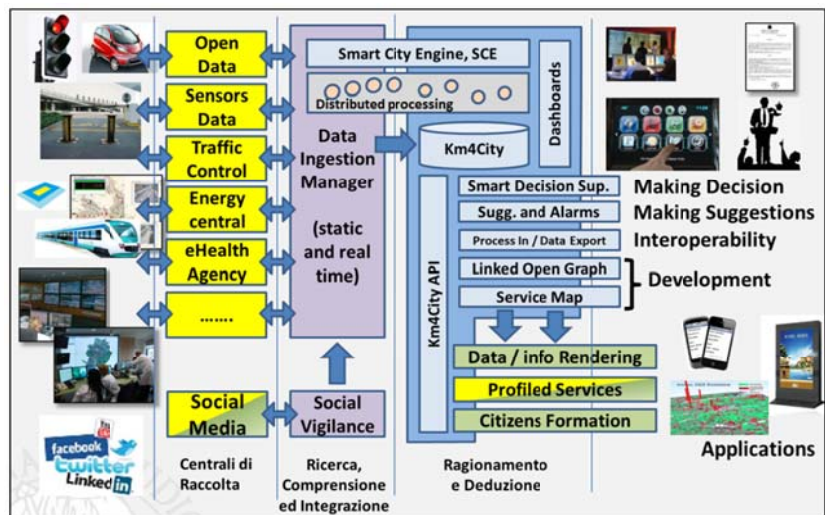 Open
Data
Sensors
Data
Traffic
Control
Energy
central
eHealth
Agency
…….
Social
Media
Data
Ingestion
Manager
(static
and real
time)
Social
Vigilance
Smart City Engine, SCE
Distributed processing
Km4City
Dashboards
Km4City API
Smart Decision Sup.
Sugg. and Alarms
Process In / Data Export
Linked Open Graph
Service Map
Data / info Rendering
Profiled Services
Citizens Formation
Making Decision
Making Suggestions
Interoperability
Development
Applications
You
facebook
twitter
Linked in
Centrali di
Raccolta
Ricerca,
Comprensione
ed Integrazione
Ragionamento
e Deduzione